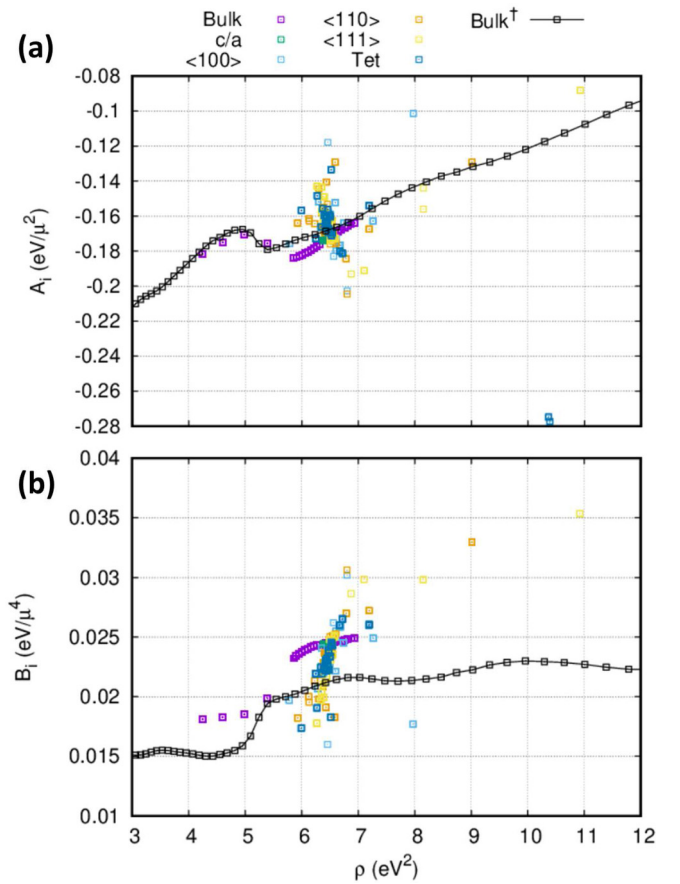 Bulk <110> Bulk†
(a) c/a <111>
<100> Tet
-0.08
-0.1
-0.12
-0.14
-0.16
-0.18
-0.2
-0.22
-0.24
-0.26
-0.28
Ai (eV/μ²)
(b)
0.04
0.035
0.03
0.025
0.02
0.015
0.01
Bi (eV/μ⁴)
3 4 5 6 7 8 9 10 11 12
ρ (eV²)